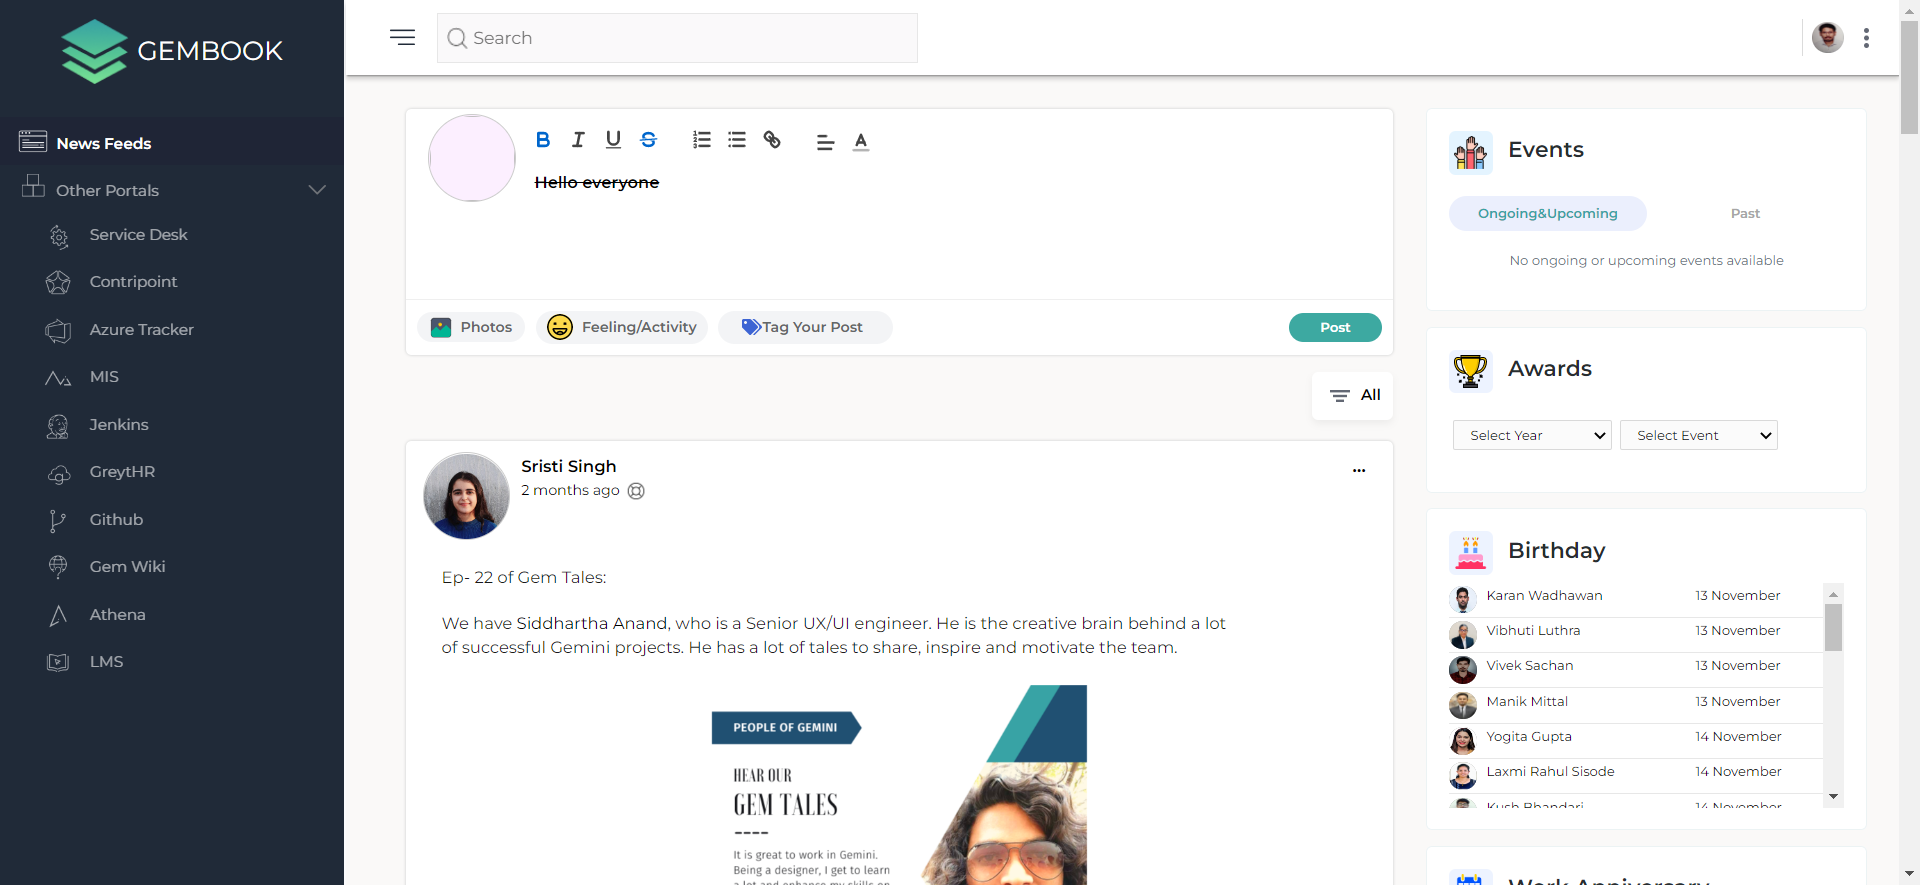 GEMBOOK
News Feeds
Other Portals
Service Desk
Contripoint
Azure Tracker
MIS
Jenkins
GreytHR
Github
Gem Wiki
Athena
LMS
Search
B I U S A
Hello everyone
Photos
Feeling/Activity
Tag Your Post
Post
All
Sristi Singh
2 months ago
Ep- 22 of Gem Tales:
We have Siddhartha Anand, who is a Senior UX/UI engineer. He is the creative brain behind a lot
of successful Gemini projects. He has a lot of tales to share, inspire and motivate the team.
PEOPLE OF GEMINI
HEAR OUR
GEM TALES
It is great to work in Gemini.
Being a designer, I get to learn
a lot and enhance my skills on
Events
Ongoing&Upcoming
Past
No ongoing or upcoming events available
Awards
Select Year
Select Event
Birthday
Karan Wadhawan 13 November
Vibhuti Luthra 13 November
Vivek Sachan 13 November
Manik Mittal 13 November
Yogita Gupta 14 November
Laxmi Rahul Sisode 14 November
Kush Bhandari 14 November
Work Anniversary